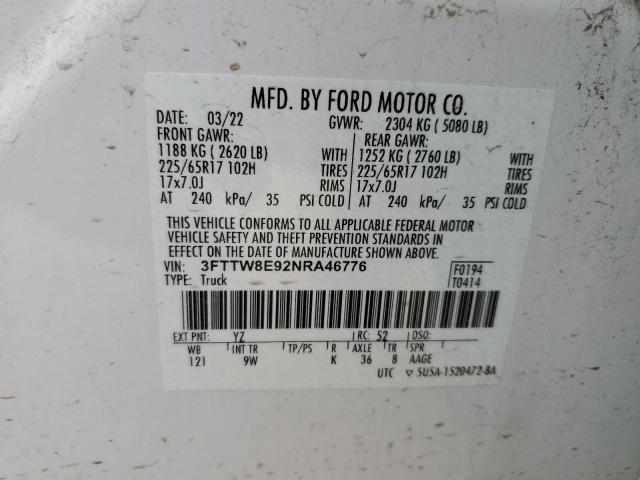 MFD. BY FORD MOTOR CO.
DATE: 03/22 GVWR: 2304 KG ( 5080 LB)
FRONT GAWR: REAR GAWR:
1188 KG ( 2620 LB) WITH 1252 KG ( 2760 LB) WITH
225/65R17 102H TIRES 225/65R17 102H TIRES
17x7.0J RIMS 17x7.0J RIMS
AT 240 kPa/ 35 PSI COLD AT 240 kPa/ 35 PSI COLD
THIS VEHICLE CONFORMS TO ALL APPLICABLE FEDERAL MOTOR
VEHICLE SAFETY AND THEFT PREVENTION STANDARDS IN
EFFECT ON THE DATE OF MANUFACTURE SHOWN ABOVE.
VIN: 3FTTW8E92NRA46776 F0194
TYPE: Truck T0414
EXT PNT: YZ RC: 52 DSO:
WB INT TR TP/PS R AXLE TR SPR
121 9W K 36 8 AAGE
UTC 5U5A-1520472-BA